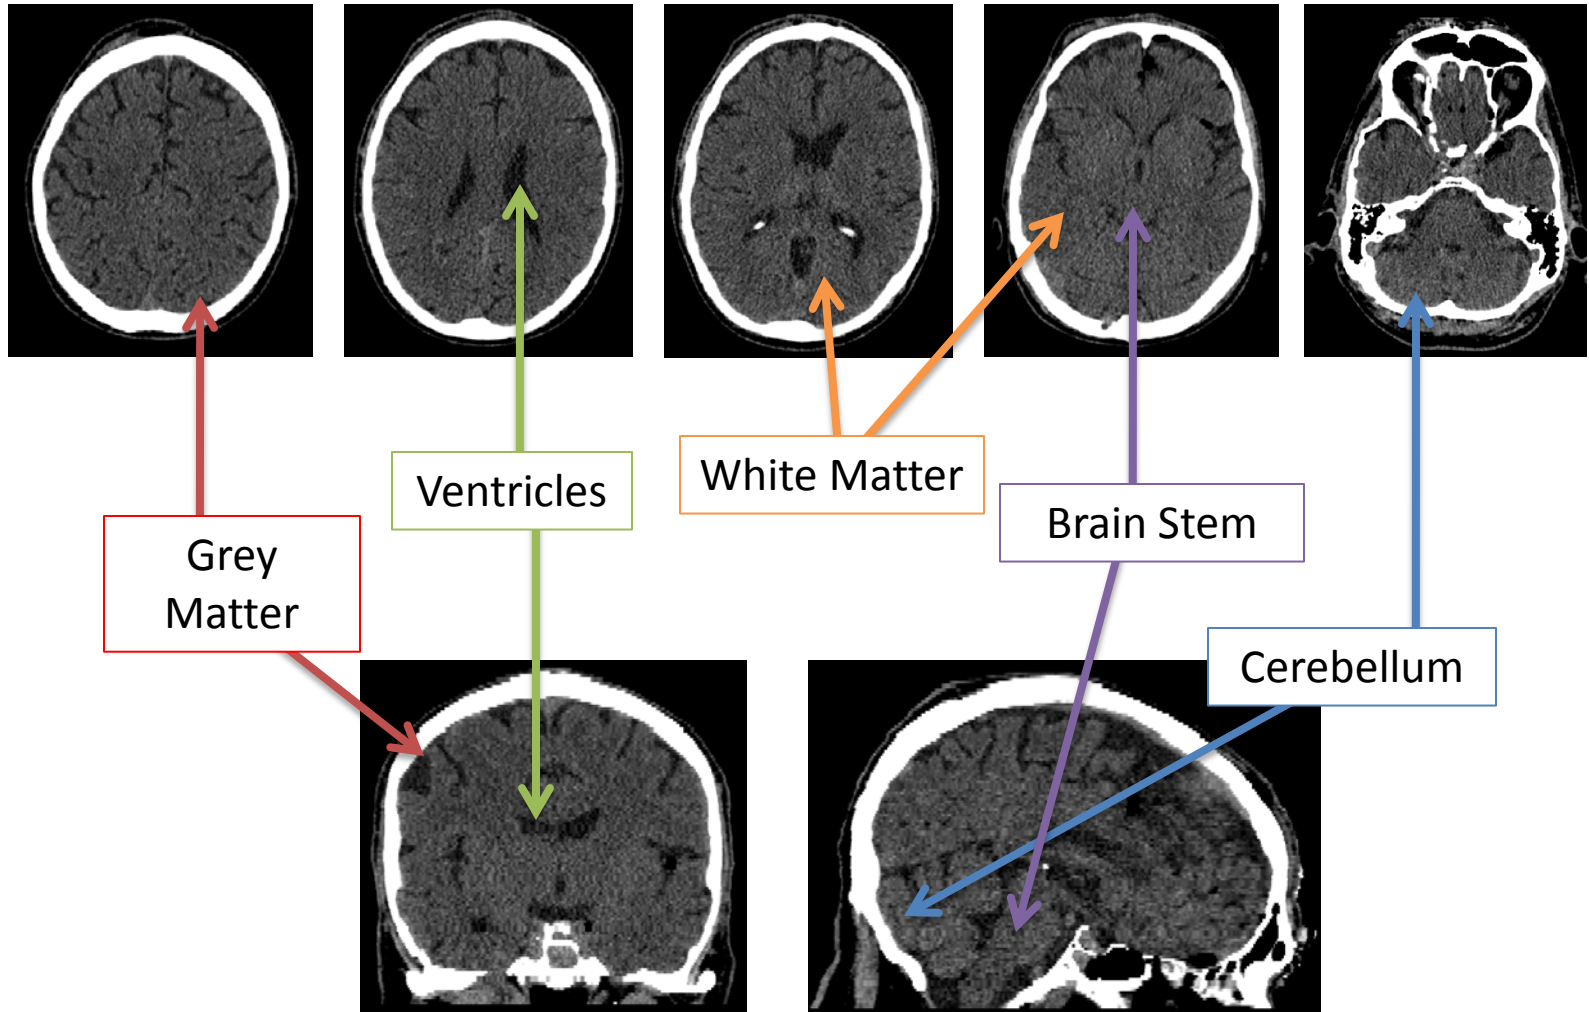 Ventricles
White Matter
Brain Stem
Grey
Matter
Cerebellum